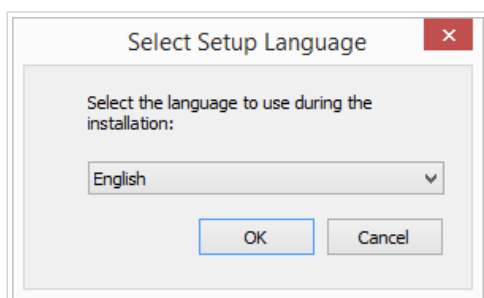 Select Setup Language
Select the language to use during the
installation:
English
OK Cancel